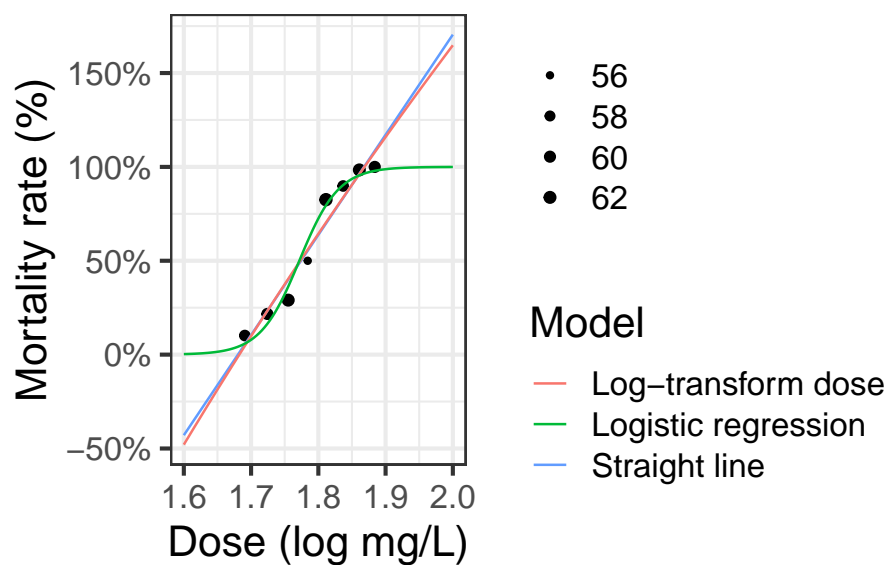 Mortality rate (%)
150%
100%
50%
0%
−50%
1.6 1.7 1.8 1.9 2.0
Dose (log mg/L)
56
58
60
62
Model
Log−transform dose
Logistic regression
Straight line